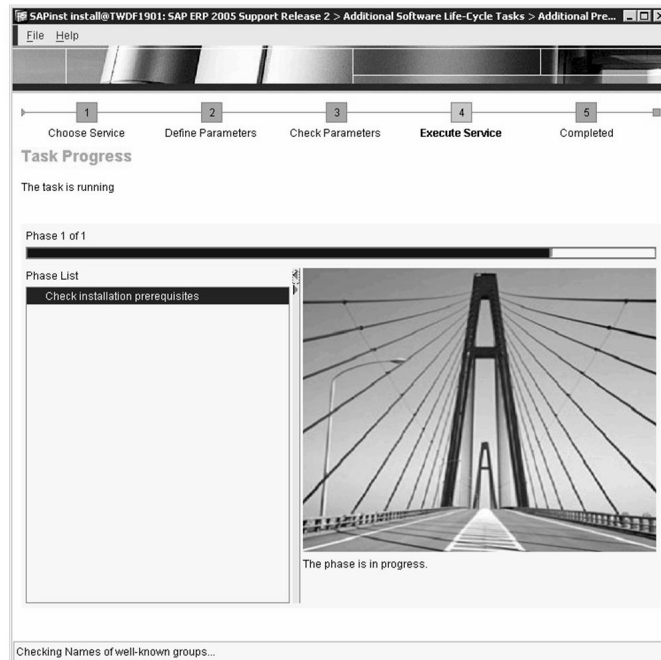 SAPinst install@TWDF1901: SAP ERP 2005 Support Release 2 > Additional Software Life-Cycle Tasks > Additional Pre...
File Help
1 2 3 4 5
Choose Service Define Parameters Check Parameters Execute Service Completed
Task Progress
The task is running
Phase 1 of 1
Phase List
Check installation prerequisites
The phase is in progress.
Checking Names of well-known groups...